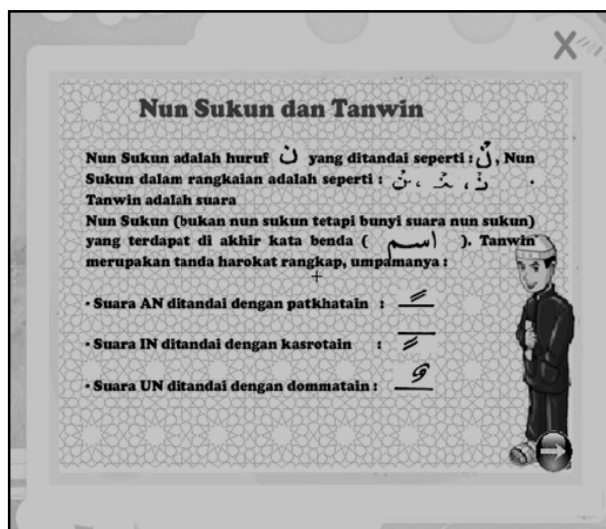 Nun Sukun dan Tanwin
Nun Sukun adalah huruf ن yang ditandai seperti : نْ , Nun
Sukun dalam rangkaian adalah seperti : نْـ ، ـنْـ ، ـنْ .
Tanwin adalah suara
Nun Sukun (bukan nun sukun tetapi bunyi suara nun sukun)
yang terdapat di akhir kata benda ( اسم ). Tanwin
merupakan tanda harokat rangkap, umpamanya :
- Suara AN ditandai dengan patkhatain : ـً
- Suara IN ditandai dengan kasrotain : ـٍ
- Suara UN ditandai dengan dommatain : ـٌ